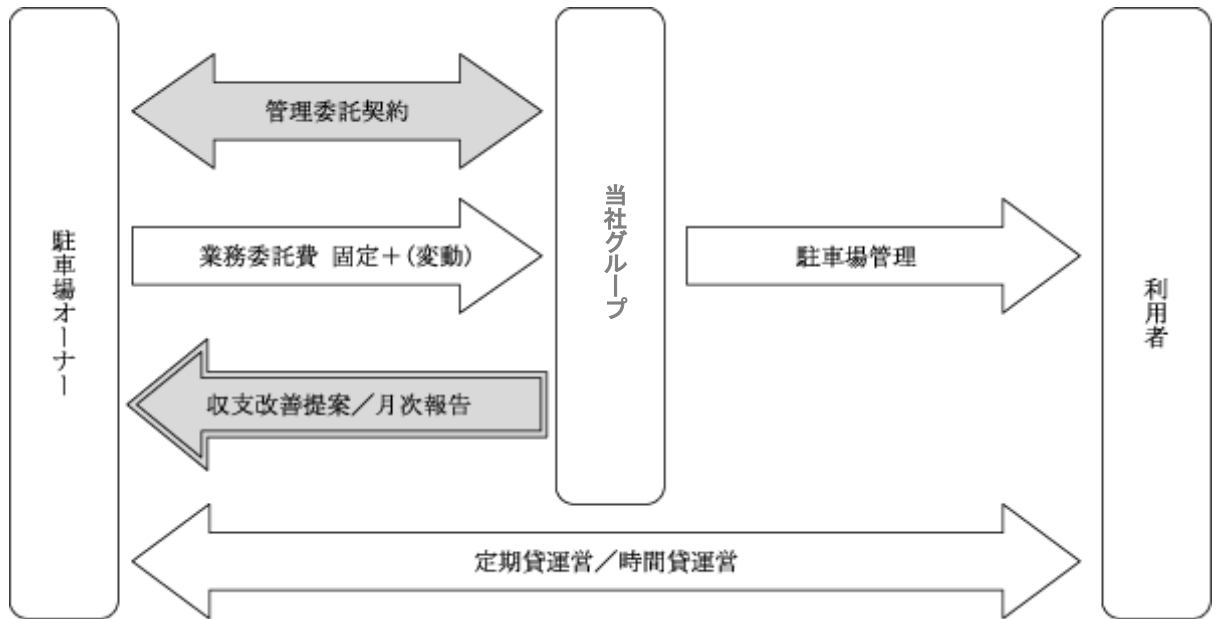 駐車場オーナー
管理委託契約
業務委託費 固定＋(変動)
収支改善提案／月次報告
当社グループ
駐車場管理
定期貸運営／時間貸運営
利用者